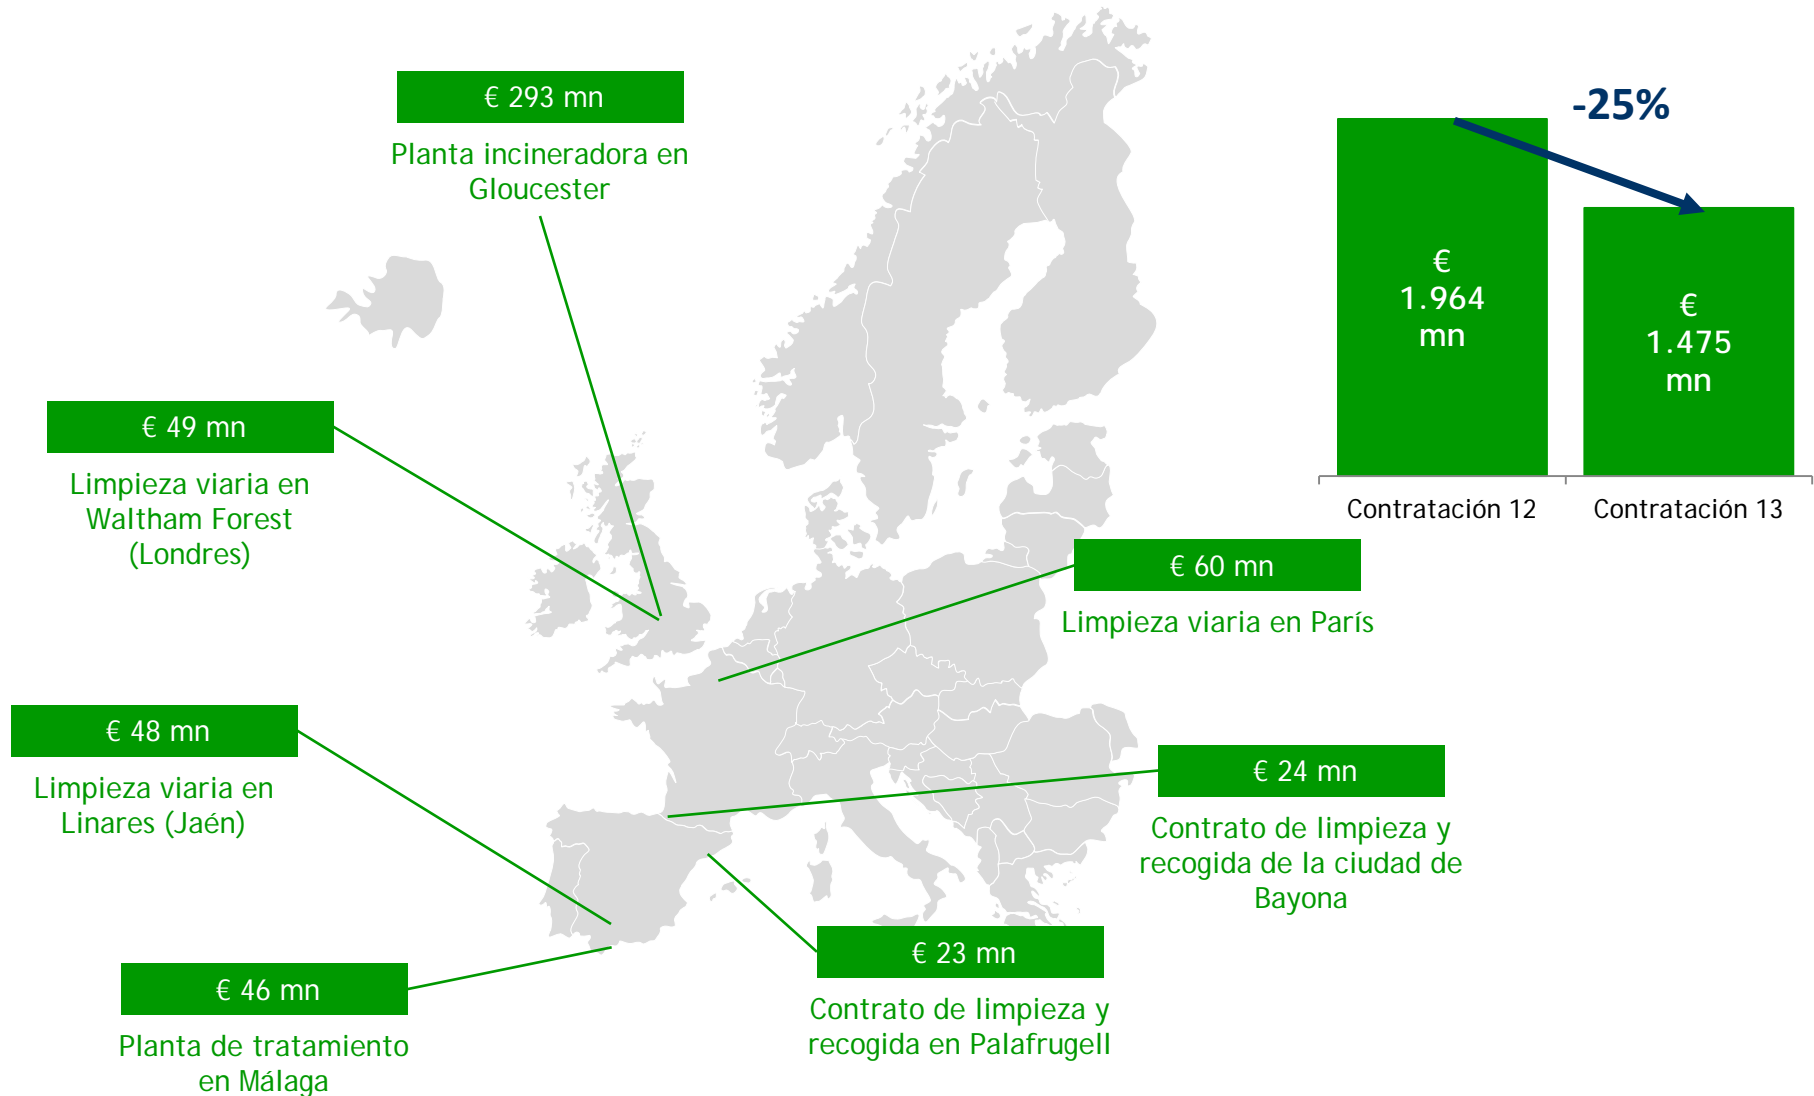 € 293 mn
Planta incineradora en
Gloucester
-25%
€
1.964
mn
€
1.475
mn
Contratación 12
Contratación 13
€ 49 mn
Limpieza viaria en
Waltham Forest
(Londres)
€ 60 mn
Limpieza viaria en París
€ 48 mn
Limpieza viaria en
Linares (Jaén)
€ 24 mn
Contrato de limpieza y
recogida de la ciudad de
Bayona
€ 23 mn
Contrato de limpieza y
recogida en Palafrugell
€ 46 mn
Planta de tratamiento
en Málaga